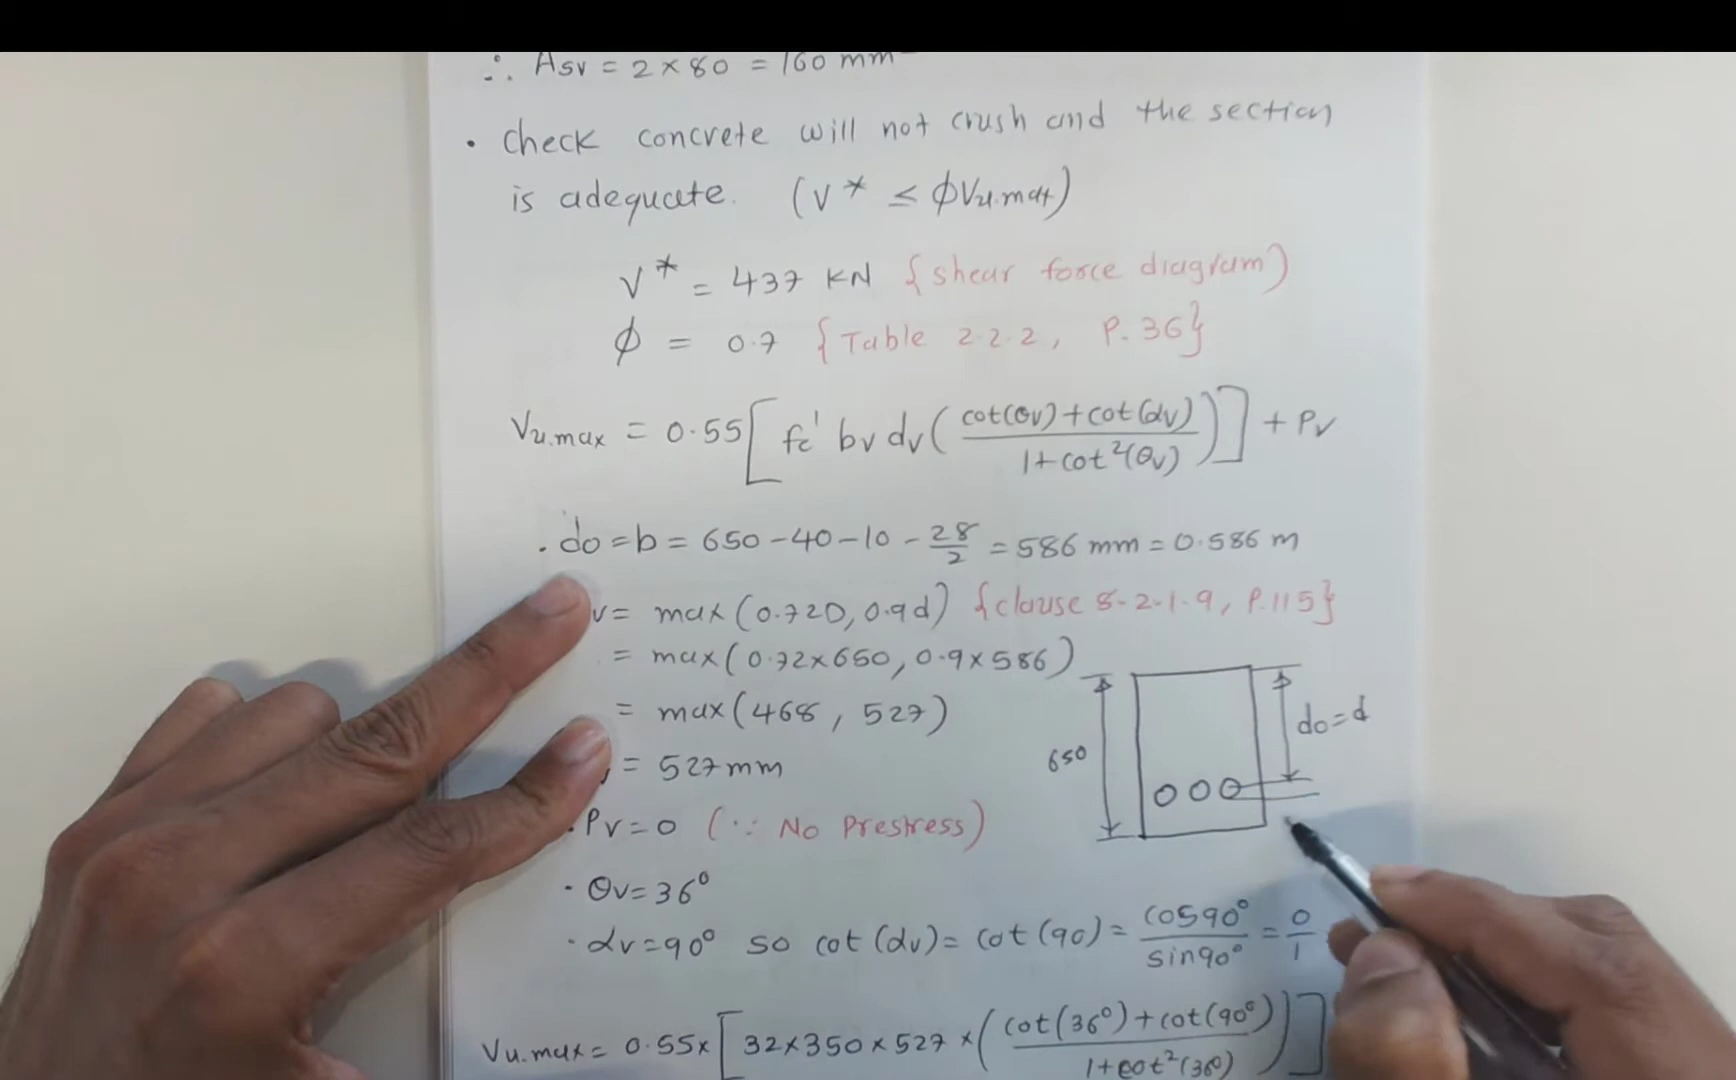 ∴ Asv = 2 × 80 = 160 mm
• check concrete will not crush and the section
is adequate. (V* ≤ ϕVu.max)
V* = 437 KN {shear force diagram)
ϕ = 0.7 {Table 2.2.2, P.36}
Vu.max = 0.55 [fc' bv dv (cot(θv)+cot(αv) / 1+cot²(θv))] + Pv
• do = b = 650 - 40 - 10 - 28/2 = 586 mm = 0.586 m
v = max(0.72D, 0.9d) {clause 8.2.1.9, P.115}
= max(0.72×650, 0.9×586)
= max(468, 527)
= 527mm
650
do=d
• Pv = 0 (∵ No Prestress)
• θv = 36°
• αv = 90° so cot(αv) = cot(90) = cos90°/sin90° = 0/1
Vu.max = 0.55× [32×350×527×(cot(36°)+cot(90°) / 1+cot²(36°))]